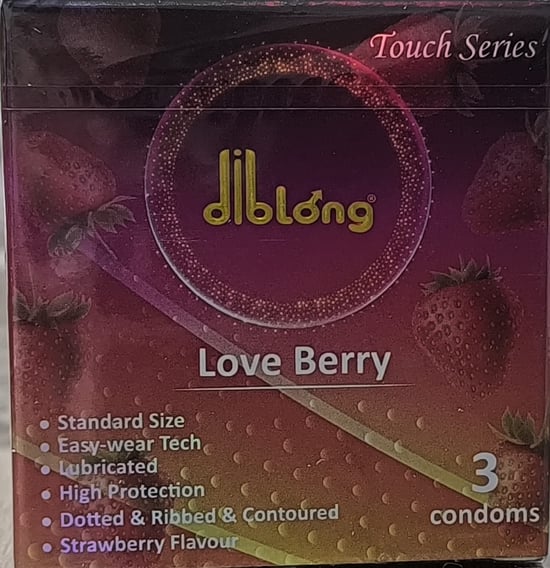 Touch Series
diblong®
Love Berry
• Standard Size
• Easy-wear Tech
• Lubricated
• High Protection
• Dotted & Ribbed & Contoured
• Strawberry Flavour
3
condoms